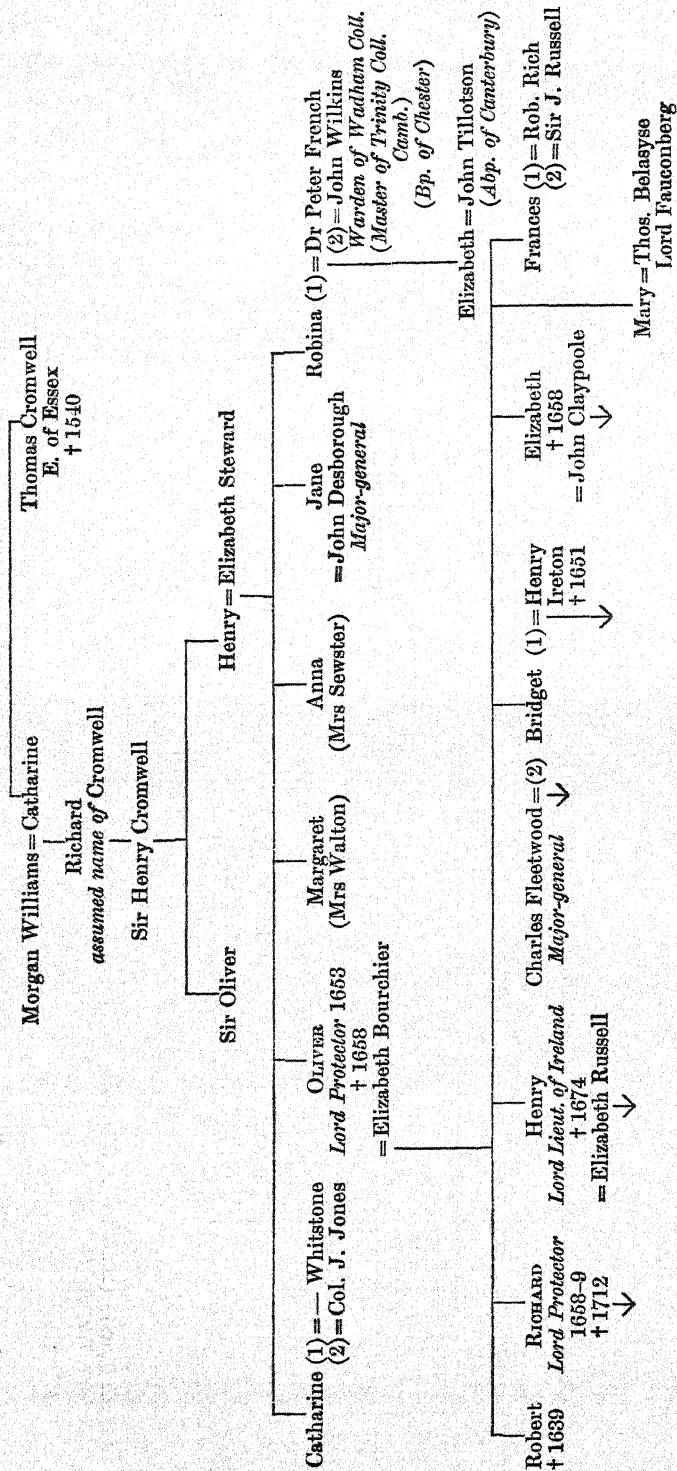 Morgan Williams=Catharine
Thomas Cromwell
E. of Essex
†1540
Richard
assumed name of Cromwell
Sir Henry Cromwell
Sir Oliver
Henry=Elizabeth Steward
Catharine (1)=— Whitstone
(2)=Col. J. Jones
OLIVER
Lord Protector 1653
†1658
=Elizabeth Bourchier
Margaret
(Mrs Walton)
Anna
(Mrs Sewster)
Jane
=John Desborough
Major-general
Robina (1)=Dr Peter French
(2)=John Wilkins
Warden of Wadham Coll.
(Master of Trinity Coll.
Camb.)
(Bp. of Chester)
Elizabeth=John Tillotson
(Abp. of Canterbury)
Robert
†1639
RICHARD
Lord Protector
1658–9
†1712
Henry
Lord Lieut. of Ireland
†1674
=Elizabeth Russell
Charles Fleetwood=(2) Bridget (1)=Henry
Major-general
Ireton
†1651
Elizabeth
†1658
=John Claypoole
Mary=Thos. Belasyse
Lord Fauconberg
Frances (1)=Rob. Rich
(2)=Sir J. Russell